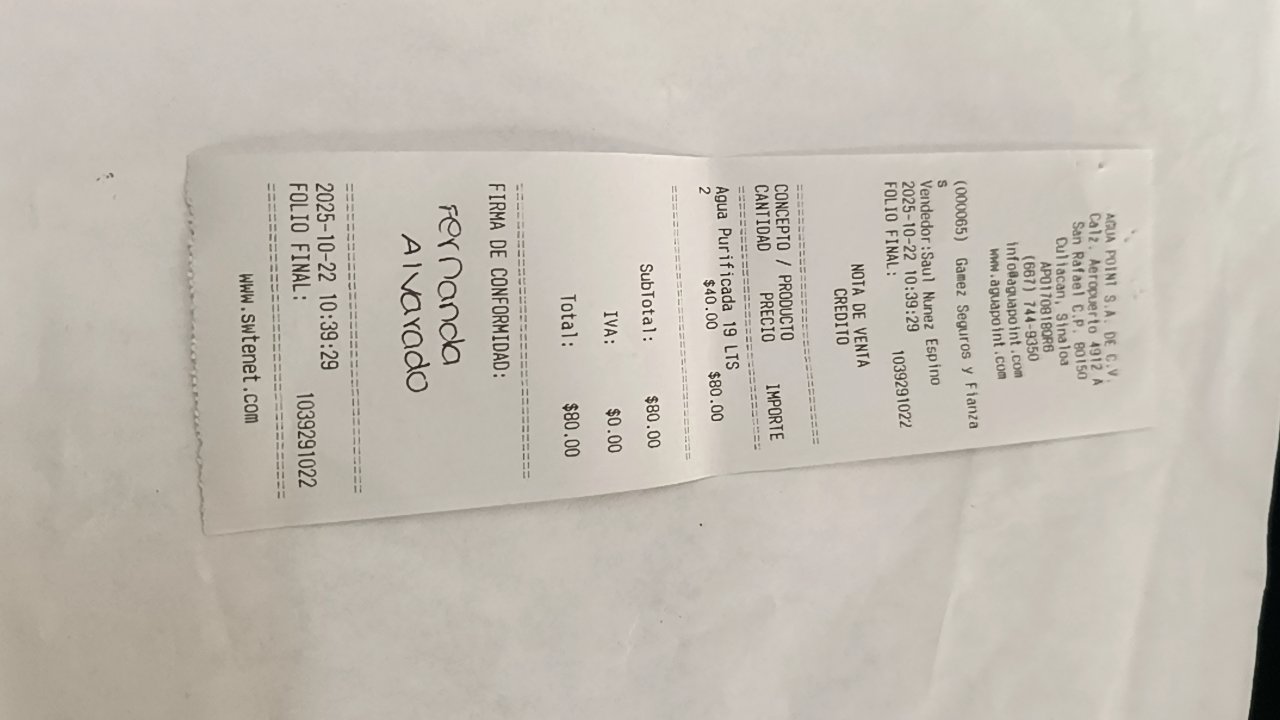 AGUA POINT S.A. DE C.V.
Calz. Aeropuerto 4912 A
San Rafael C.P. 80150
Culiacan, Sinaloa
APO170818QR6
(667) 744-9350
info@aguapoint.com
www.aguapoint.com
(000065) Gamez Seguros y Fianza
s
Vendedor:Saul Nunez Espino
2025-10-22 10:39:29
FOLIO FINAL: 1039291022
NOTA DE VENTA
CREDITO
=================================
CONCEPTO / PRODUCTO
CANTIDAD PRECIO IMPORTE
=================================
Agua Purificada 19 LTS
2 $40.00 $80.00
=================================
SubTotal: $80.00
IVA: $0.00
Total: $80.00
=================================
FIRMA DE CONFORMIDAD:
Fernanda
Alvarado
=================================
2025-10-22 10:39:29
FOLIO FINAL: 1039291022
=================================
www.swtenet.com